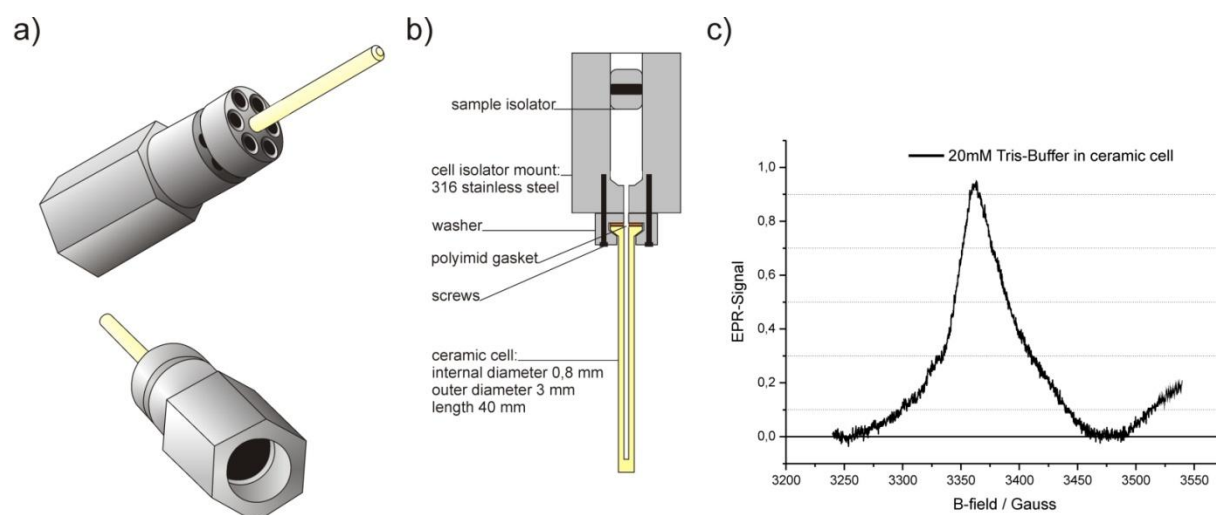 a)
b)
sample isolator
cell isolator mount:
316 stainless steel
washer
polyimid gasket
screws
ceramic cell:
internal diameter 0,8 mm
outer diameter 3 mm
length 40 mm
c)
20mM Tris-Buffer in ceramic cell
EPR-Signal
1,0
0,8
0,6
0,4
0,2
0,0
3200 3250 3300 3350 3400 3450 3500 3550
B-field / Gauss